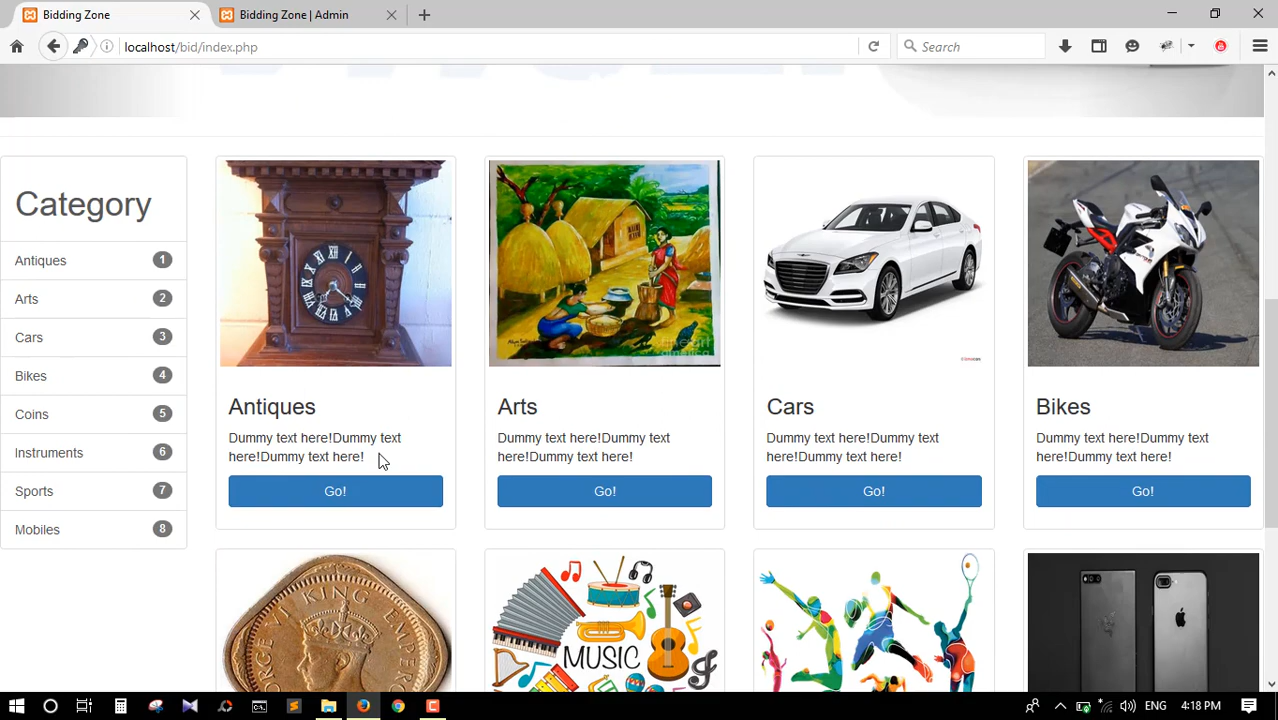 Bidding Zone
Bidding Zone | Admin
localhost/bid/index.php
Search
Category
Antiques 1
Arts 2
Cars 3
Bikes 4
Coins 5
Instruments 6
Sports 7
Mobiles 8
Antiques
Dummy text here!Dummy text
here!Dummy text here!
Go!
Arts
Dummy text here!Dummy text
here!Dummy text here!
Go!
Cars
Dummy text here!Dummy text
here!Dummy text here!
Go!
Bikes
Dummy text here!Dummy text
here!Dummy text here!
Go!
GEORGE VI KING EMPEROR
MUSIC
ENG 4:18 PM